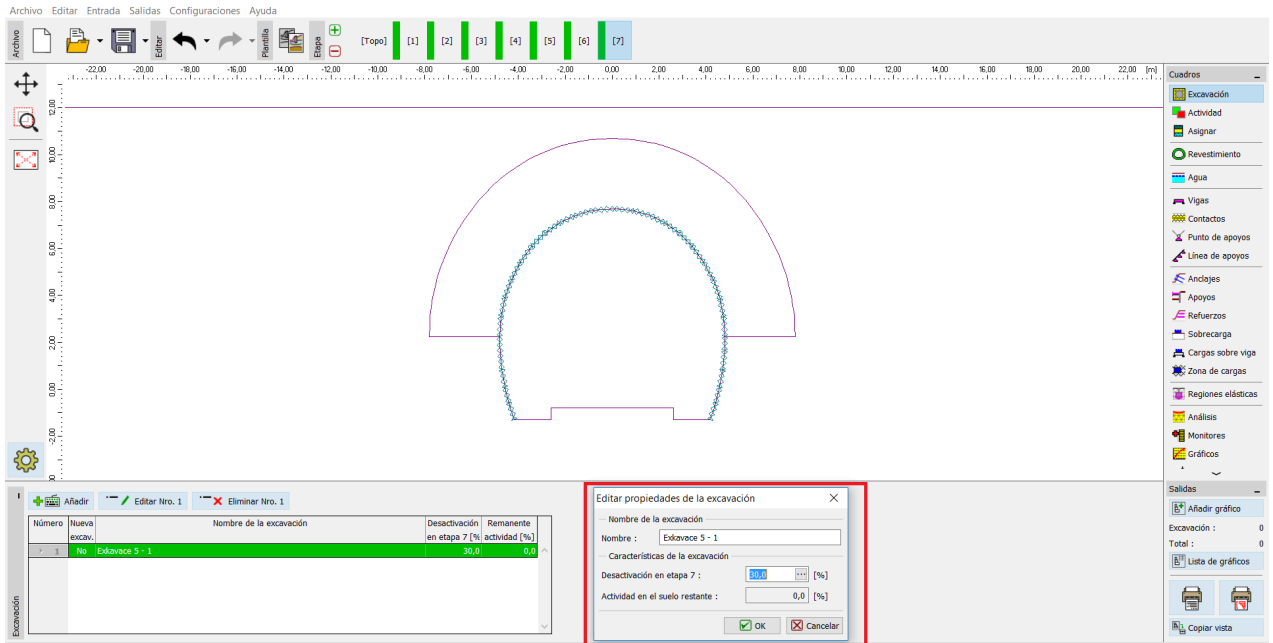 Archivo Editar Entrada Salidas Configuraciones Ayuda
Archivo
Editar
Plantilla
Etapa
[Topo] [1] [2] [3] [4] [5] [6] [7]
-22,00 -20,00 -18,00 -16,00 -14,00 -12,00 -10,00 -8,00 -6,00 -4,00 -2,00 0,00 2,00 4,00 6,00 8,00 10,00 12,00 14,00 16,00 18,00 20,00 22,00 [m]
12,00
10,00
8,00
6,00
4,00
2,00
0,00
-2,00
Cuadros
Excavación
Actividad
Asignar
Revestimiento
Agua
Vigas
Contactos
Punto de apoyos
Línea de apoyos
Anclajes
Apoyos
Refuerzos
Sobrecarga
Cargas sobre viga
Zona de cargas
Regiones elásticas
Análisis
Monitores
Gráficos
Excavación
Añadir Editar Nro. 1 Eliminar Nro. 1
Número Nueva excav. Nombre de la excavación Desactivación en etapa 7 [% Remanente actividad [%]
1 No Exkavace 5 - 1 30,0 0,0
Editar propiedades de la excavación
Nombre de la excavación
Nombre : Exkavace 5 - 1
Características de la excavación
Desactivación en etapa 7 : 30,0 ... [%]
Actividad en el suelo restante : 0,0 [%]
OK Cancelar
Salidas
Añadir gráfico
Excavación : 0
Total : 0
Lista de gráficos
Copiar vista